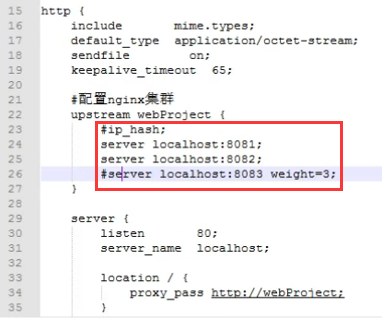 15 http {
16 include mime.types;
17 default_type application/octet-stream;
18 sendfile on;
19 keepalive_timeout 65;
20
21 #配置nginx集群
22 upstream webProject {
23 #ip_hash;
24 server localhost:8081;
25 server localhost:8082;
26 #server localhost:8083 weight=3;
27 }
28
29 server {
30 listen 80;
31 server_name localhost;
32
33 location / {
34 proxy_pass http://webProject;
35 }